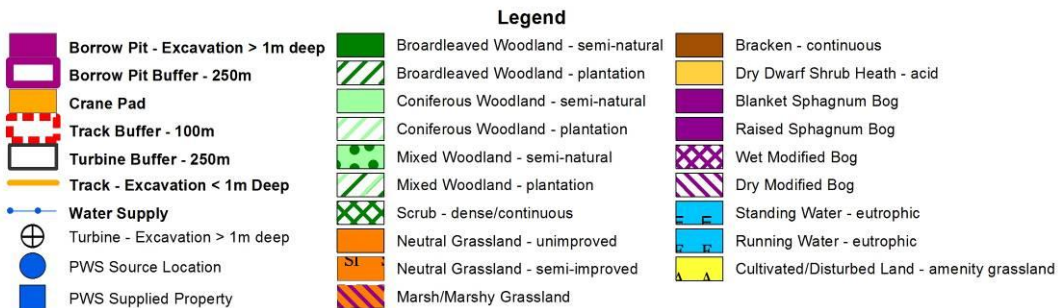 Legend
Borrow Pit - Excavation > 1m deep
Borrow Pit Buffer - 250m
Crane Pad
Track Buffer - 100m
Turbine Buffer - 250m
Track - Excavation < 1m Deep
Water Supply
Turbine - Excavation > 1m deep
PWS Source Location
PWS Supplied Property
Broardleaved Woodland - semi-natural
Broardleaved Woodland - plantation
Coniferous Woodland - semi-natural
Coniferous Woodland - plantation
Mixed Woodland - semi-natural
Mixed Woodland - plantation
Scrub - dense/continuous
Neutral Grassland - unimproved
SI Neutral Grassland - semi-improved
Marsh/Marshy Grassland
Bracken - continuous
Dry Dwarf Shrub Heath - acid
Blanket Sphagnum Bog
Raised Sphagnum Bog
Wet Modified Bog
Dry Modified Bog
Standing Water - eutrophic
Running Water - eutrophic
Cultivated/Disturbed Land - amenity grassland